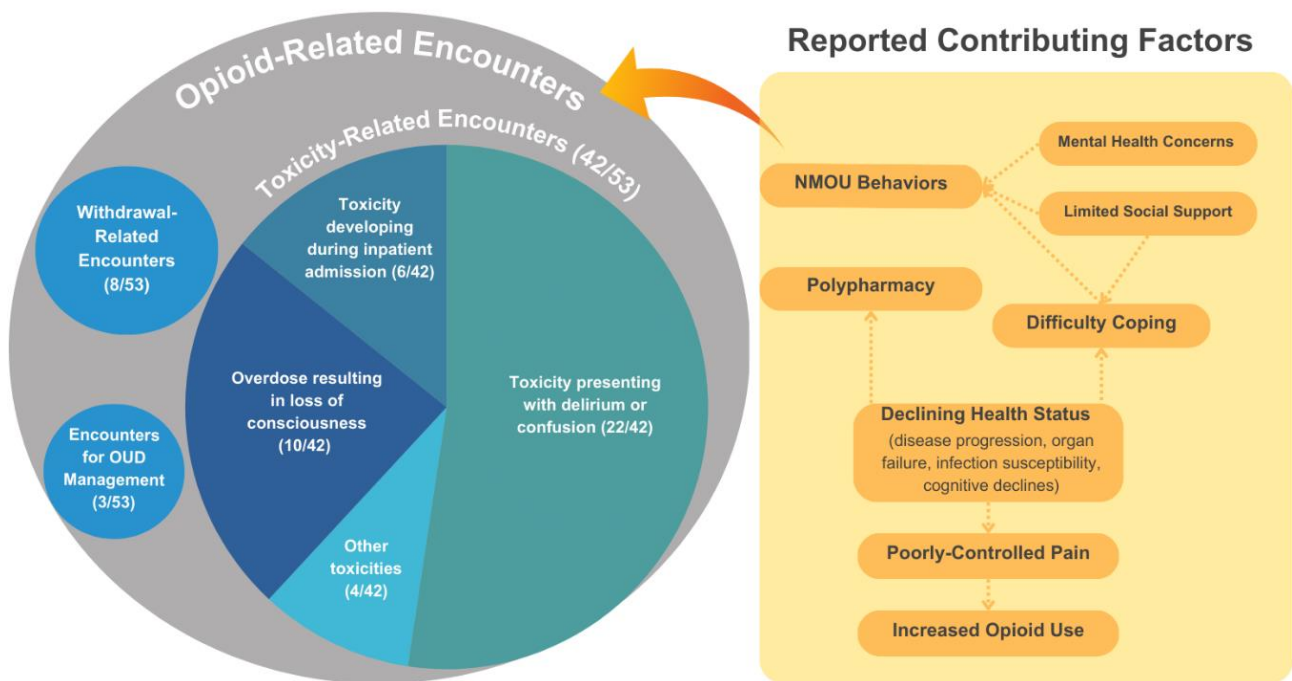 Opioid-Related Encounters
Toxicity-Related Encounters (42/53)
Withdrawal-
Related
Encounters
(8/53)
Encounters
for OUD
Management
(3/53)
Toxicity
developing
during inpatient
admission (6/42)
Overdose resulting
in loss of
consciousness
(10/42)
Other
toxicities
(4/42)
Toxicity presenting
with delirium or
confusion (22/42)
Reported Contributing Factors
Mental Health Concerns
NMOU Behaviors
Limited Social Support
Polypharmacy
Difficulty Coping
Declining Health Status
(disease progression, organ
failure, infection susceptibility,
cognitive declines)
Poorly-Controlled Pain
Increased Opioid Use